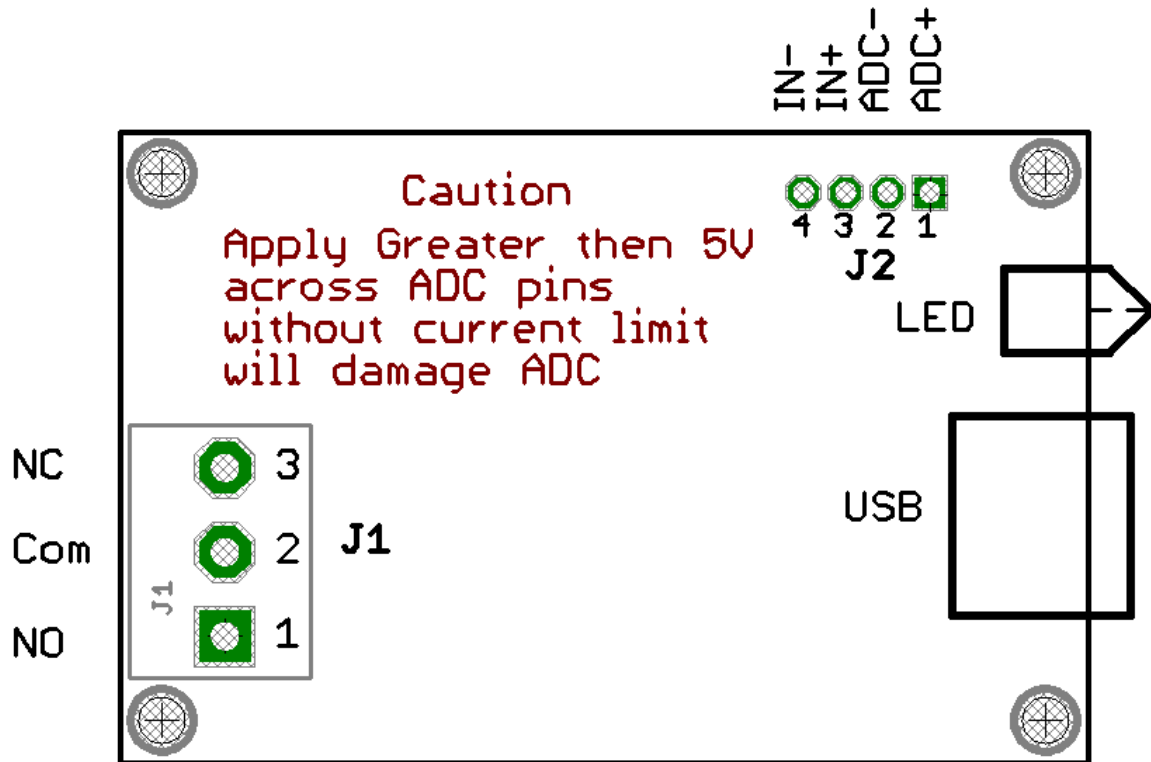 IN-
IN+
ADC-
ADC+
Caution
Apply Greater then 5V
across ADC pins
without current limit
will damage ADC
4 3 2 1
J2
LED
NC
3
USB
Com
2
J1
J1
NO
1